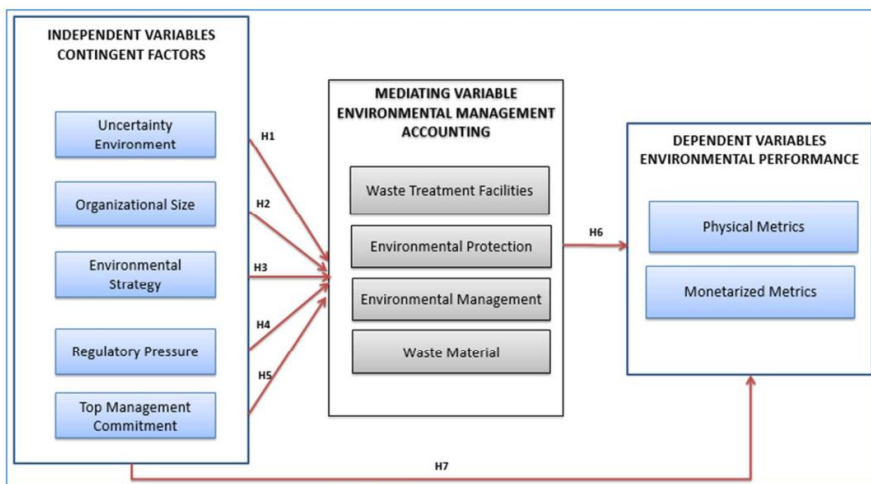 INDEPENDENT VARIABLES
CONTINGENT FACTORS
Uncertainty
Environment
Organizational Size
Environmental
Strategy
Regulatory Pressure
Top Management
Commitment
H1
H2
H3
H4
H5
MEDIATING VARIABLE
ENVIRONMENTAL MANAGEMENT
ACCOUNTING
Waste Treatment Facilities
Environmental Protection
Environmental Management
Waste Material
H6
DEPENDENT VARIABLES
ENVIRONMENTAL PERFORMANCE
Physical Metrics
Monetarized Metrics
H7